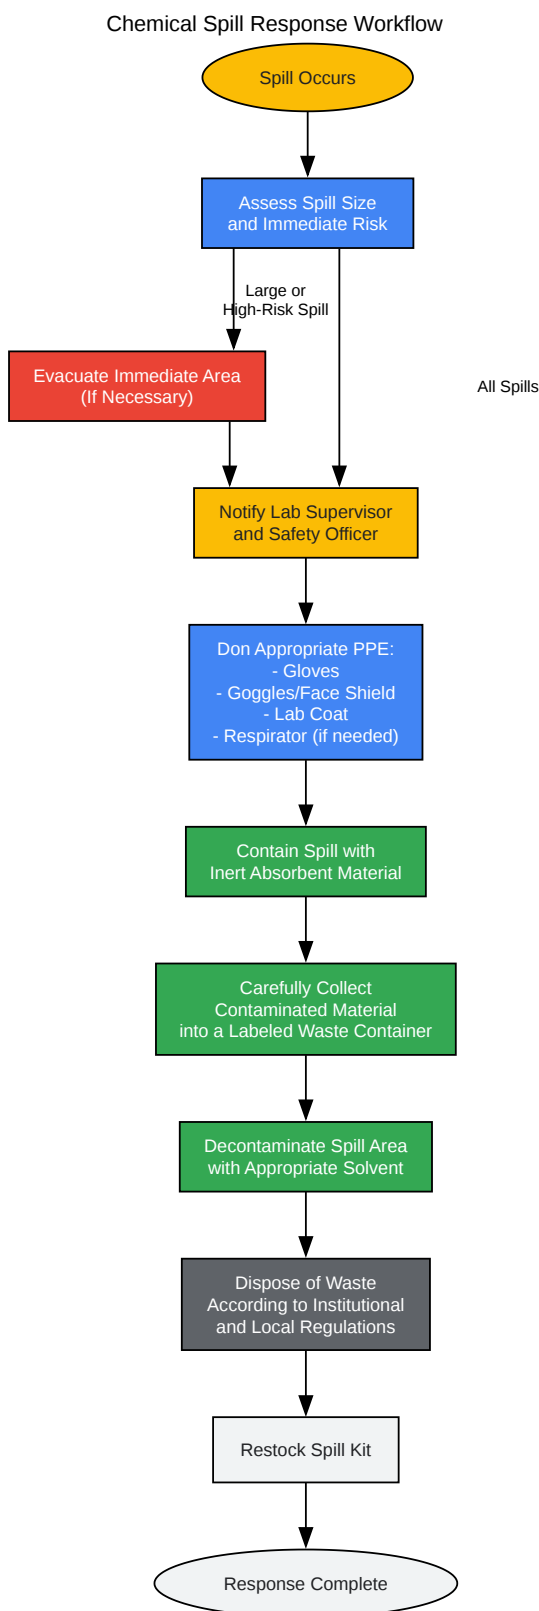 Chemical Spill Response Workflow
Spill Occurs
Assess Spill Size
and Immediate Risk
Large or
High-Risk Spill
Evacuate Immediate Area
(If Necessary)
All Spills
Notify Lab Supervisor
and Safety Officer
Don Appropriate PPE:
- Gloves
- Goggles/Face Shield
- Lab Coat
- Respirator (if needed)
Contain Spill with
Inert Absorbent Material
Carefully Collect
Contaminated Material
into a Labeled Waste Container
Decontaminate Spill Area
with Appropriate Solvent
Dispose of Waste
According to Institutional
and Local Regulations
Restock Spill Kit
Response Complete